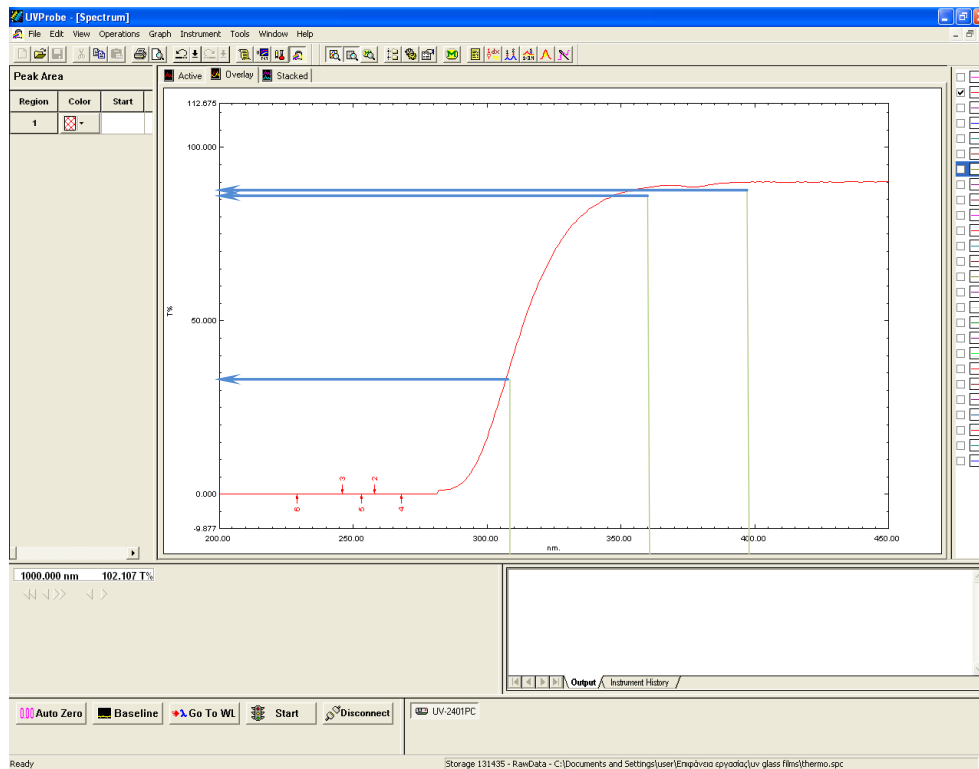 UVProbe - [Spectrum]
File Edit View Operations Graph Instrument Tools Window Help
Peak Area
Region Color Start
1
Active Overlay Stacked
112.675
100.000
50.000
0.000
-9.877
T%
3 2
6 5 4
200.00 250.00 300.00 350.00 400.00 450.00
nm.
1000.000 nm 102.107 T%
Output Instrument History
Auto Zero Baseline Go To WL Start Disconnect UV-2401PC
Ready Storage 131435 - RawData - C:\Documents and Settings\user\Επιφάνεια εργασίας\uv glass films\thermo.spc